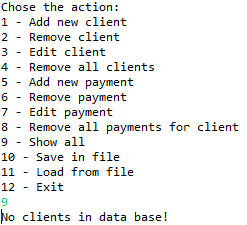 Chose the action:
1 - Add new client
2 - Remove client
3 - Edit client
4 - Remove all clients
5 - Add new payment
6 - Remove payment
7 - Edit payment
8 - Remove all payments for client
9 - Show all
10 - Save in file
11 - Load from file
12 - Exit
9
No clients in data base!